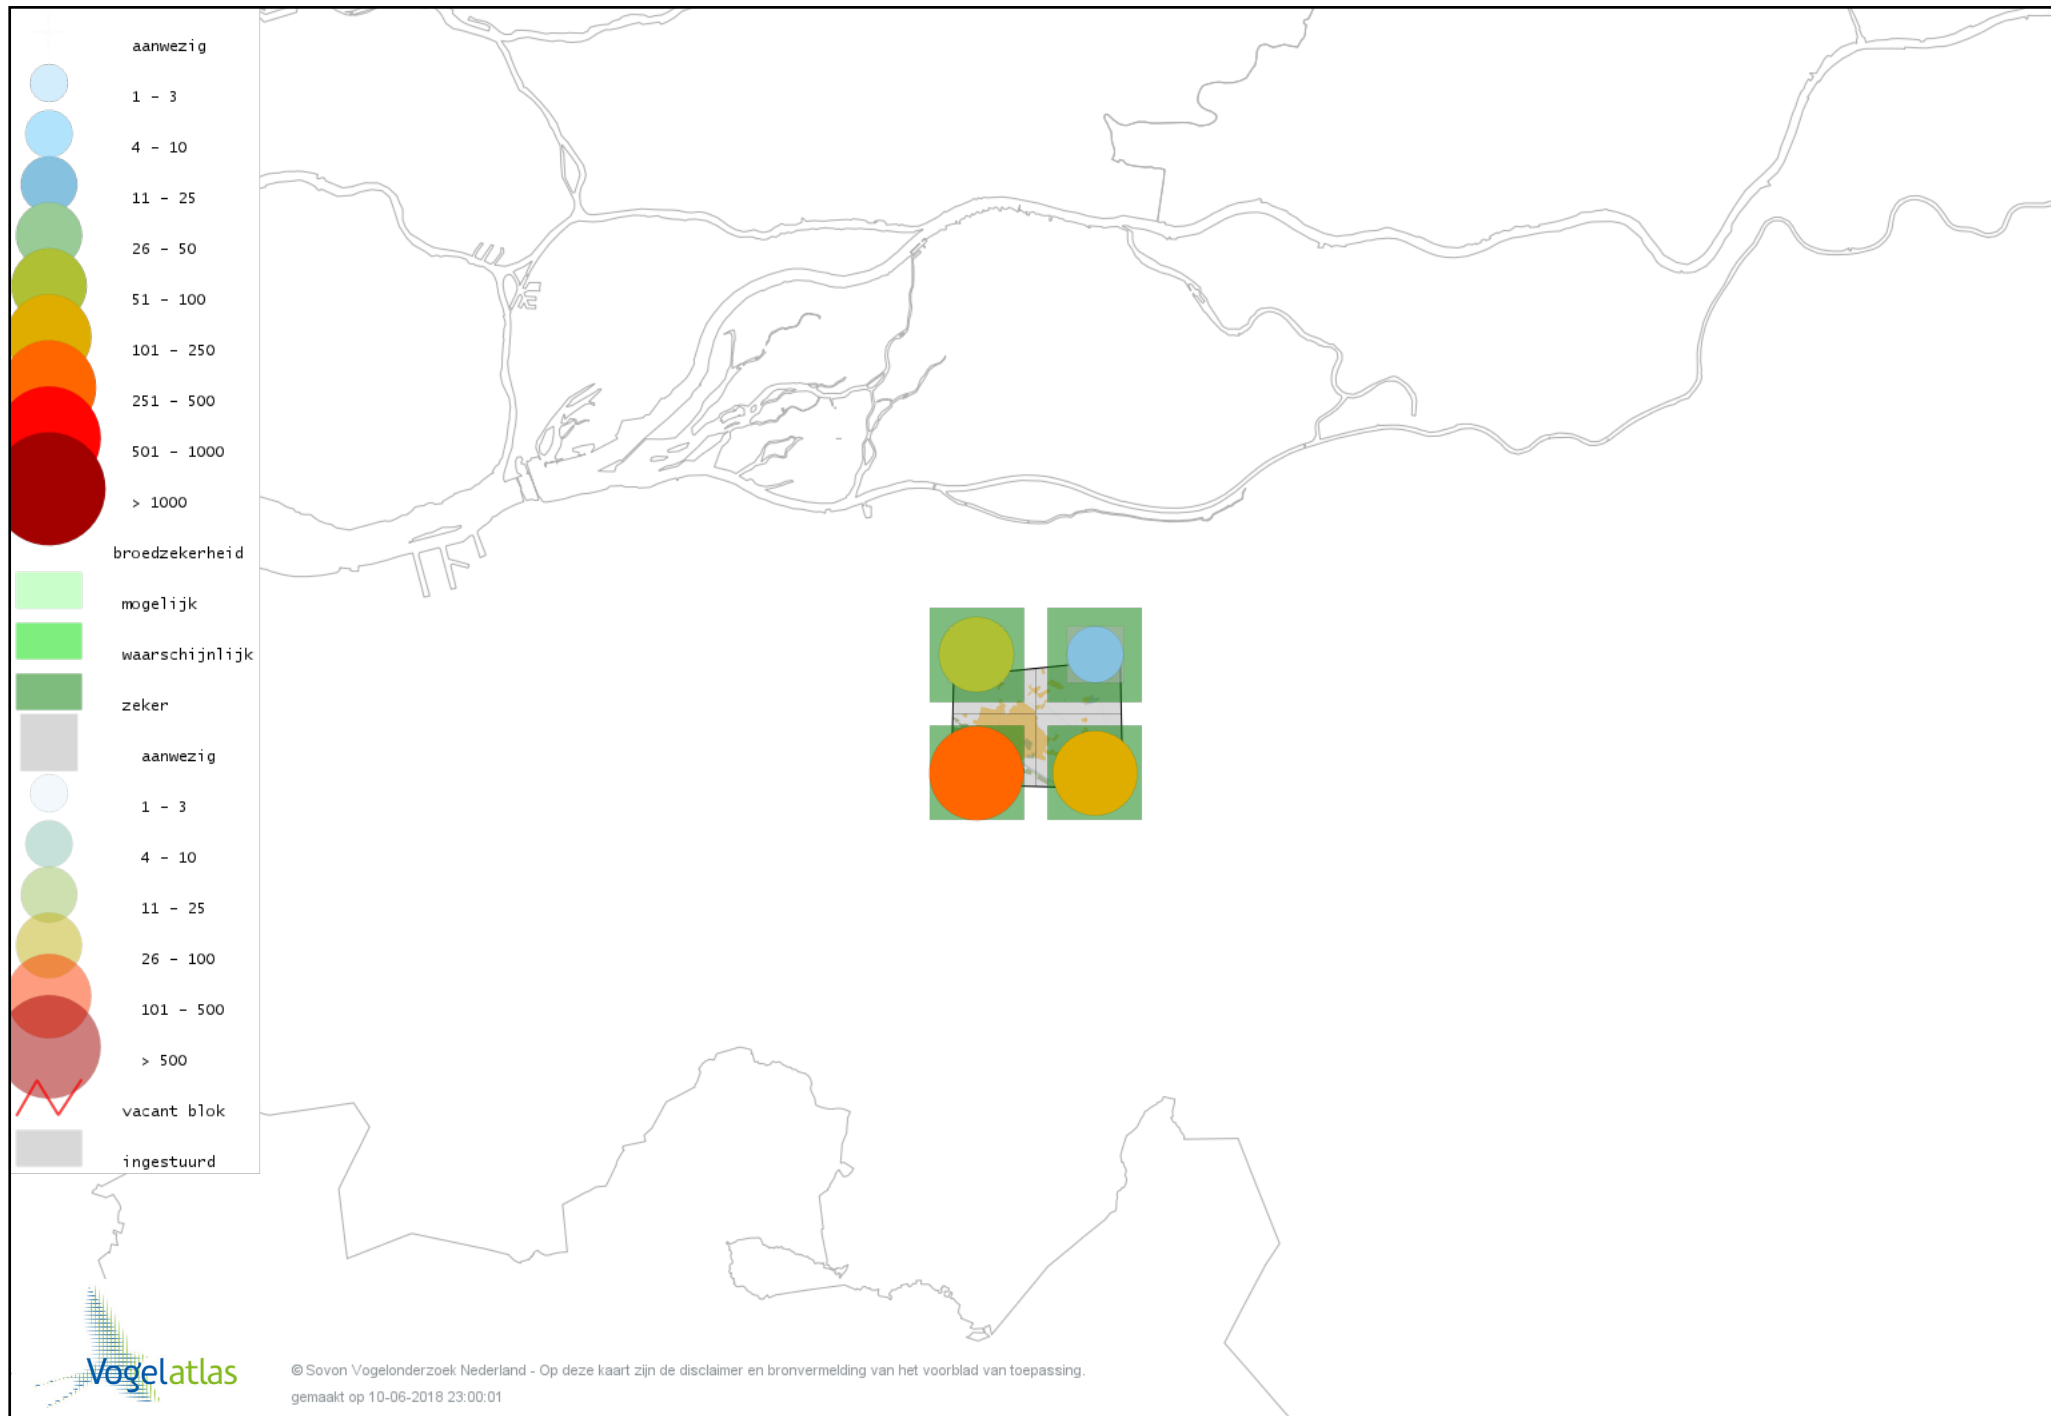 aanwezig
1 - 3
4 - 10
11 - 25
26 - 50
51 - 100
101 - 250
251 - 500
501 - 1000
> 1000
broedzekerheid
mogelijk
waarschijnlijk
zeker
aanwezig
1 - 3
4 - 10
11 - 25
26 - 100
101 - 500
> 500
vacant blok
ingestuurd
Vogelatlas
© Sovon Vogelonderzoek Nederland - Op deze kaart zijn de disclaimer en bronvermelding van het voorblad van toepassing.
gemaakt op 10-06-2018 23:00:01